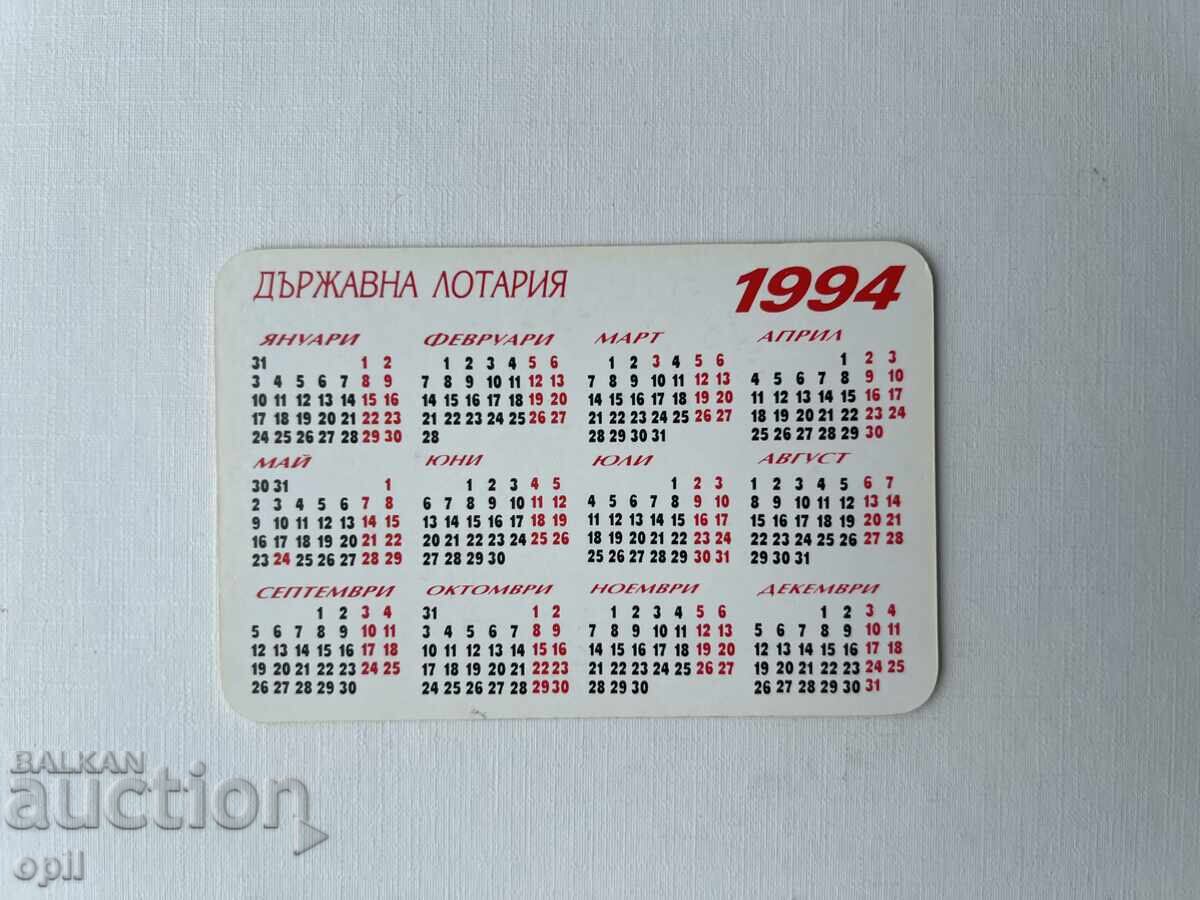 ДЪРЖАВНА ЛОТАРИЯ 1994
ЯНУАРИ ФЕВРУАРИ МАРТ АПРИЛ
31 1 2 1 2 3 4 5 6 1 2 3 4 5 6 1 2 3
3 4 5 6 7 8 9 7 8 9 10 11 12 13 7 8 9 10 11 12 13 4 5 6 7 8 9 10
10 11 12 13 14 15 16 14 15 16 17 18 19 20 14 15 16 17 18 19 20 11 12 13 14 15 16 17
17 18 19 20 21 22 23 21 22 23 24 25 26 27 21 22 23 24 25 26 27 18 19 20 21 22 23 24
24 25 26 27 28 29 30 28 28 29 30 31 25 26 27 28 29 30
МАЙ ЮНИ ЮЛИ АВГУСТ
30 31 1 1 2 3 4 5 1 2 3 1 2 3 4 5 6 7
2 3 4 5 6 7 8 6 7 8 9 10 11 12 4 5 6 7 8 9 10 8 9 10 11 12 13 14
9 10 11 12 13 14 15 13 14 15 16 17 18 19 11 12 13 14 15 16 17 15 16 17 18 19 20 21
16 17 18 19 20 21 22 20 21 22 23 24 25 26 18 19 20 21 22 23 24 22 23 24 25 26 27 28
23 24 25 26 27 28 29 27 28 29 30 25 26 27 28 29 30 31 29 30 31
СЕПТЕМВРИ ОКТОМВРИ НОЕМВРИ ДЕКЕМВРИ
1 2 3 4 31 1 2 1 2 3 4 5 6 1 2 3 4
5 6 7 8 9 10 11 3 4 5 6 7 8 9 7 8 9 10 11 12 13 5 6 7 8 9 10 11
12 13 14 15 16 17 18 10 11 12 13 14 15 16 14 15 16 17 18 19 20 12 13 14 15 16 17 18
19 20 21 22 23 24 25 17 18 19 20 21 22 23 21 22 23 24 25 26 27 19 20 21 22 23 24 25
26 27 28 29 30 24 25 26 27 28 29 30 28 29 30 26 27 28 29 30 31
BALKAN
auction
opil